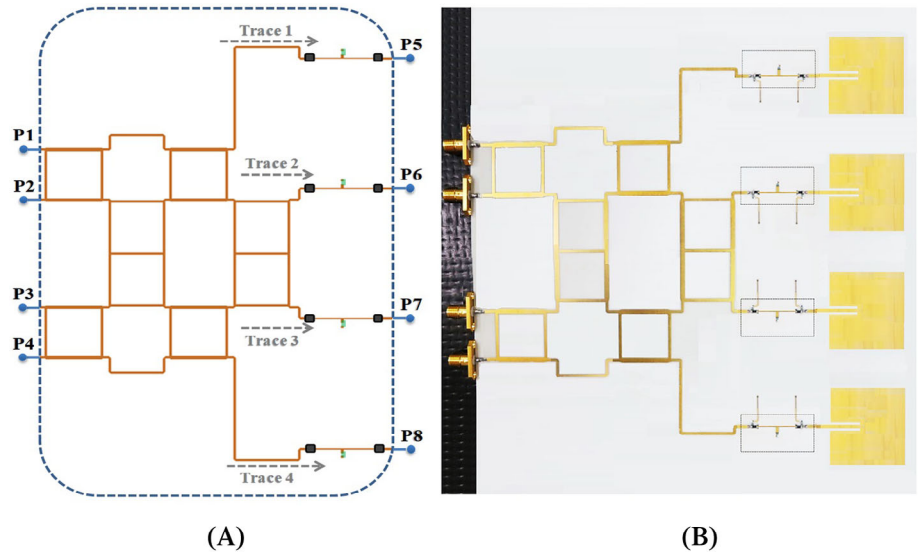 Trace 1
P5
P1
Trace 2
P2
P6
P3
P7
Trace 3
P4
P8
Trace 4
(A)
(B)